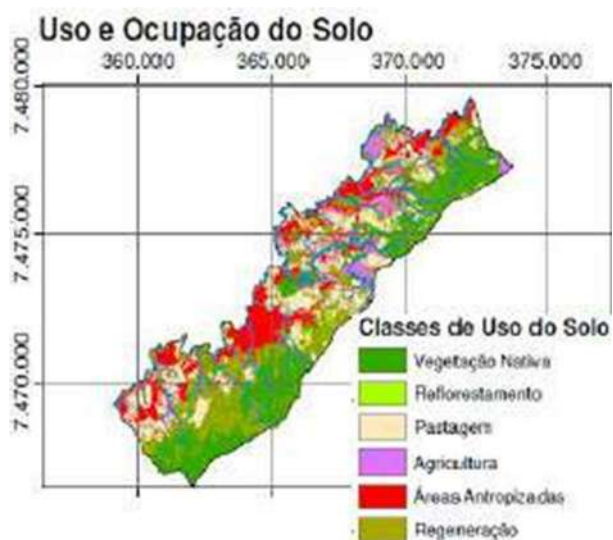 Uso e Ocupação do Solo
360.000 365.000 370.000 375.000
7.480.000
7.475.000
7.470.000
Classes de Uso do Solo
Vegetação Nativa
Reflorestamento
Pastagem
Agricultura
Áreas Antropizadas
Regeneração